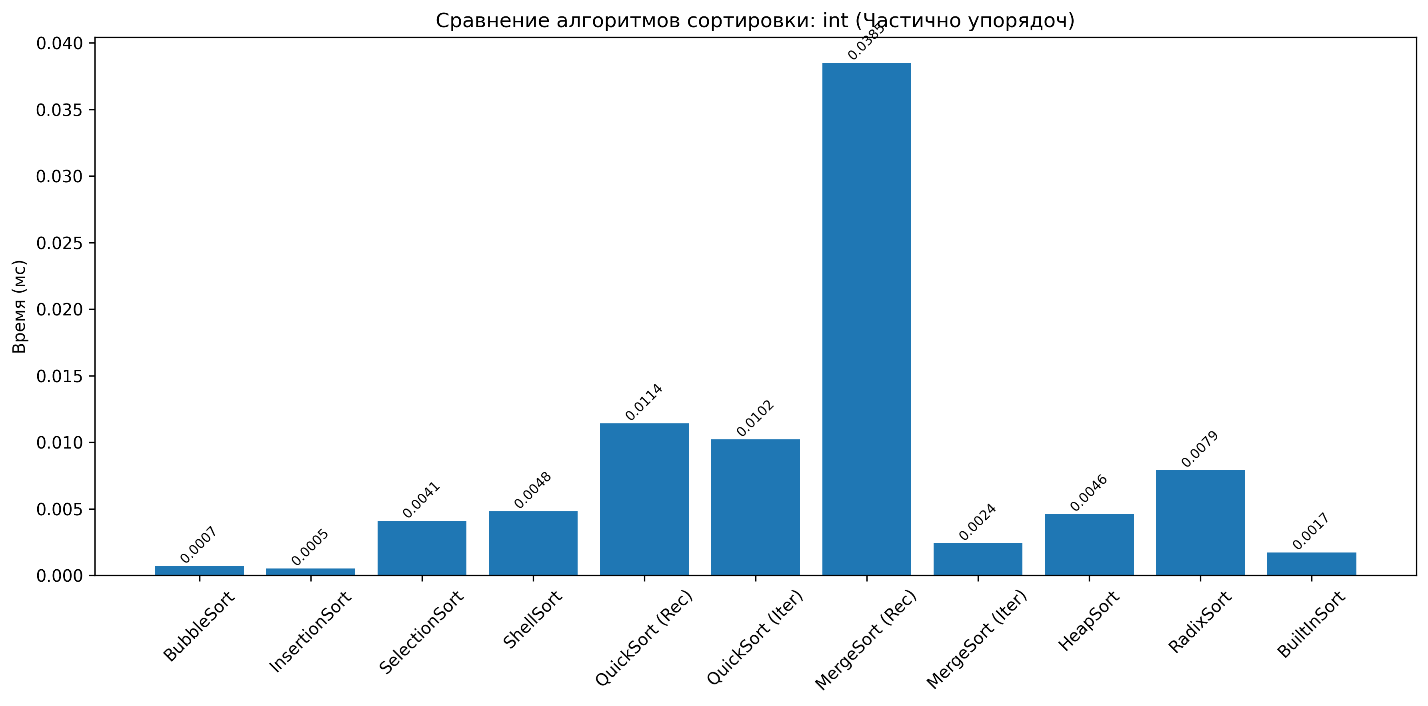 Сравнение алгоритмов сортировки: int (Частично упорядоч)
Время (мс)
0.040
0.035
0.030
0.025
0.020
0.015
0.010
0.005
0.000
0.0007
0.0005
0.0041
0.0048
0.0114
0.0102
0.0385
0.0024
0.0046
0.0079
0.0017
BubbleSort
InsertionSort
SelectionSort
ShellSort
QuickSort (Rec)
QuickSort (Iter)
MergeSort (Rec)
MergeSort (Iter)
HeapSort
RadixSort
BuiltInSort